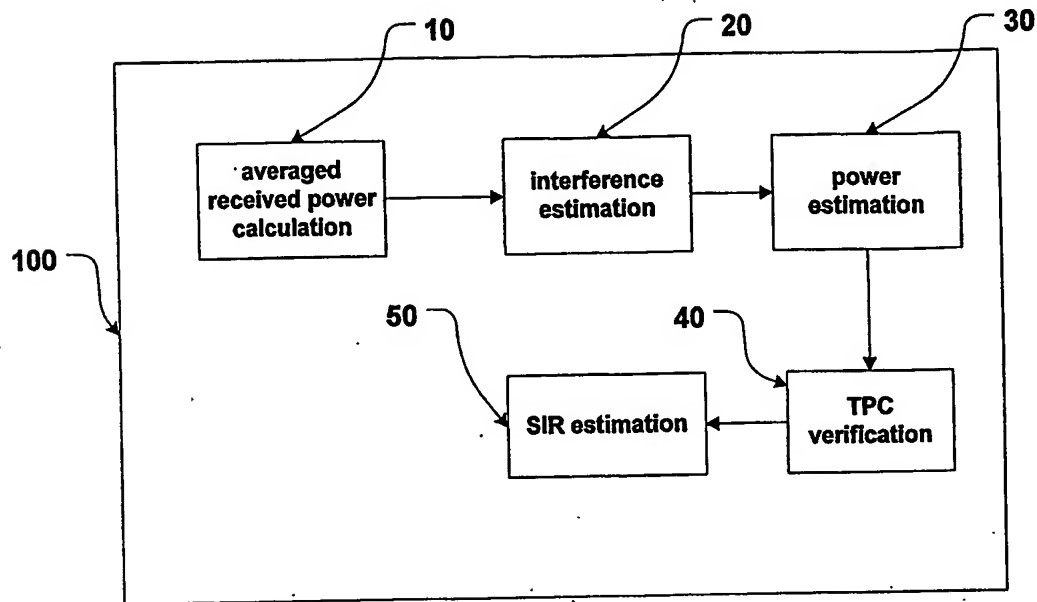 10
20
30
averaged
received power
calculation
interference
estimation
power
estimation
100
50
40
SIR estimation
TPC
verification